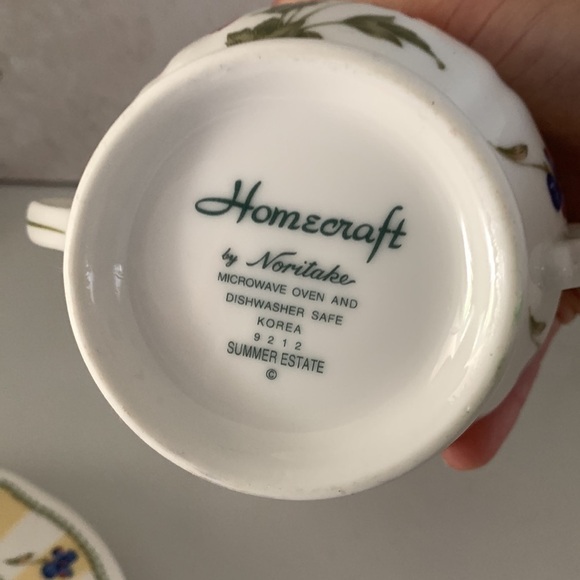 Homecraft
by Noritake
MICROWAVE OVEN AND
DISHWASHER SAFE
KOREA
9212
SUMMER ESTATE
©